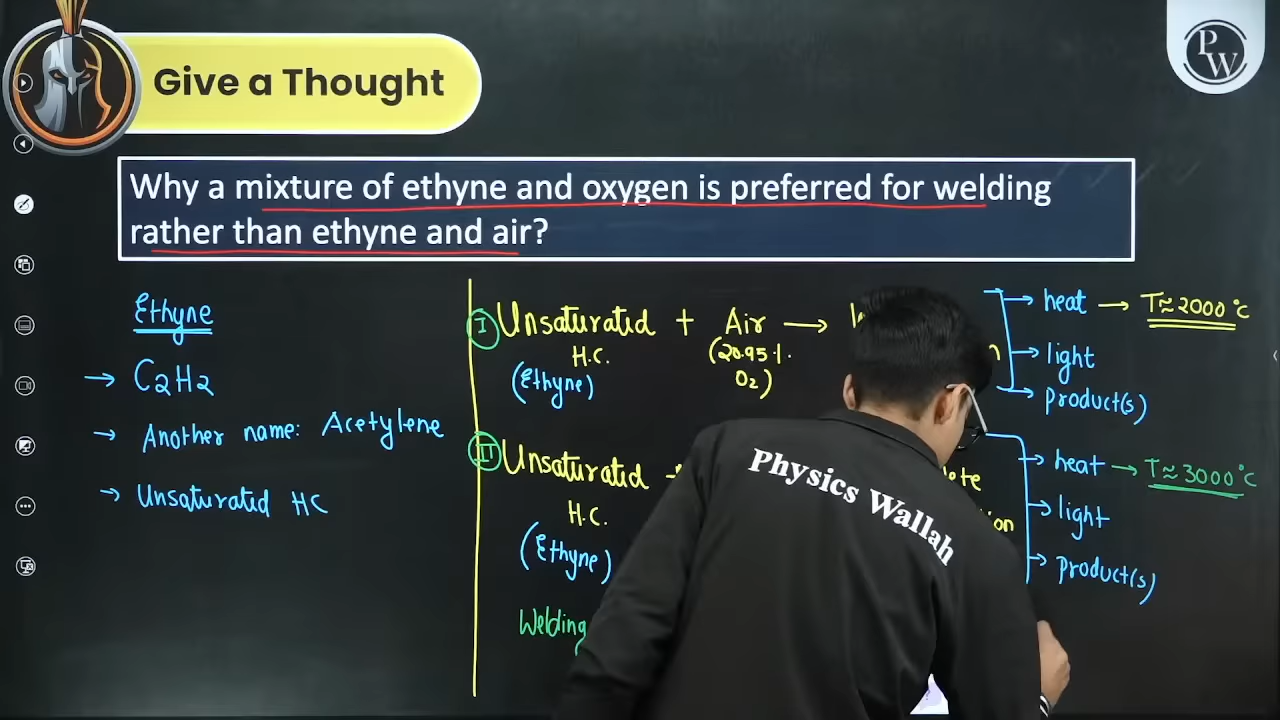 Give a Thought
PW
Why a mixture of ethyne and oxygen is preferred for welding
rather than ethyne and air?
Ethyne
→ C2H2
→ Another name: Acetylene
→ Unsaturated HC
I Unsaturated + Air →
H.C. (20.95%
(Ethyne) O2)
→ heat → T≈2000°C
→ light
→ product(s)
II Unsaturated
H.C.
(Ethyne)
→ heat → T≈3000°C
→ light
→ product(s)
Welding
Physics Wallah